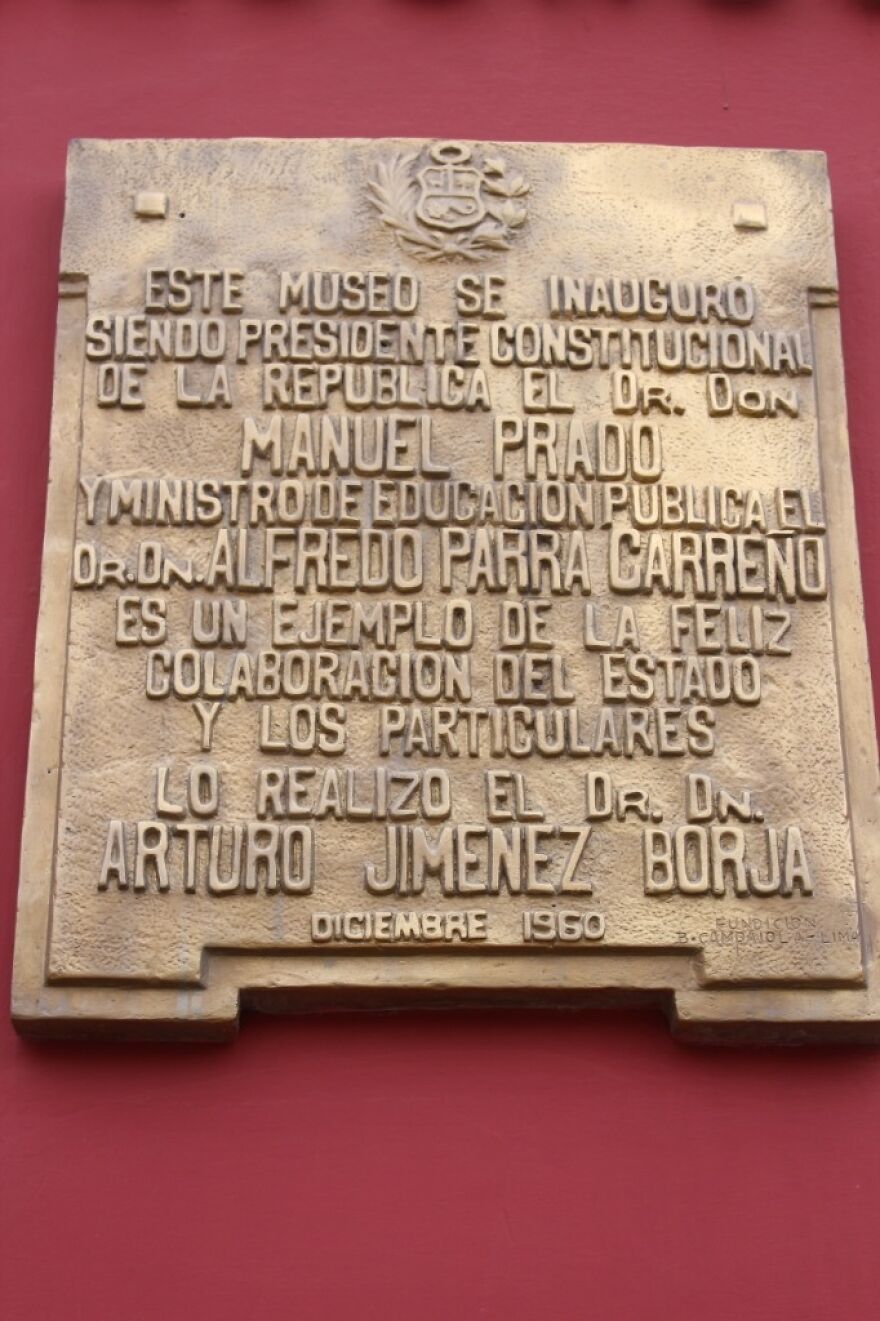 ESTE MUSEO SE INAUGURÓ
SIENDO PRESIDENTE CONSTITUCIONAL
DE LA REPUBLICA EL DR. DON
MANUEL PRADO
Y MINISTRO DE EDUCACION PUBLICA EL
DR. DN. ALFREDO PARRA CARREÑO
ES UN EJEMPLO DE LA FELIZ
COLABORACION DEL ESTADO
Y LOS PARTICULARES
LO REALIZO EL DR. DN.
ARTURO JIMENEZ BORJA
DICIEMBRE 1960
FUNDICION
B. - LIMA